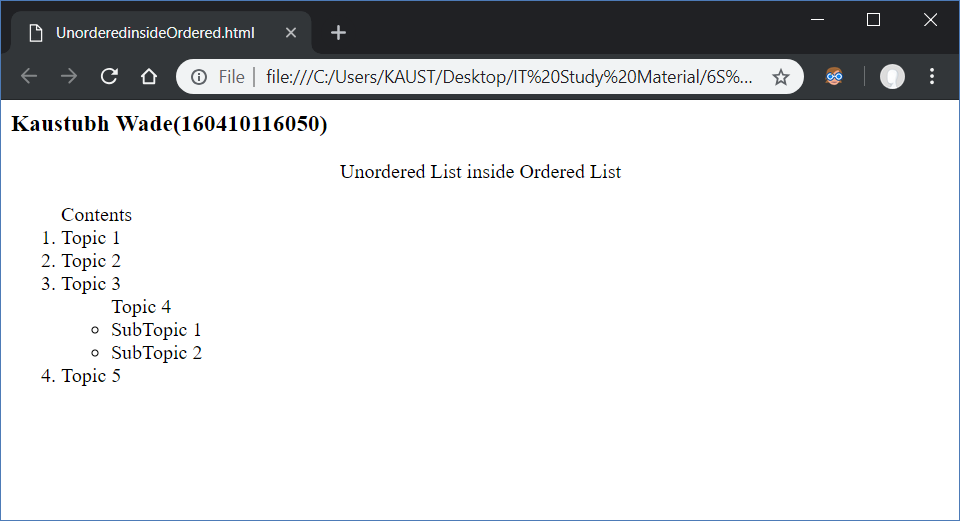 UnorderedinsideOrdered.html
File | file:///C:/Users/KAUST/Desktop/IT%20Study%20Material/6S%...
Kaustubh Wade(160410116050)
Unordered List inside Ordered List
Contents
1. Topic 1
2. Topic 2
3. Topic 3
Topic 4
SubTopic 1
SubTopic 2
4. Topic 5